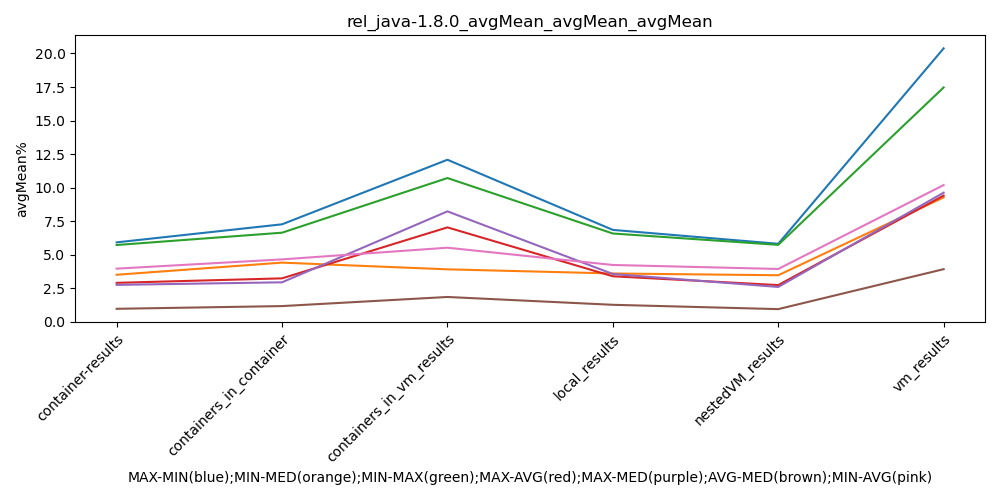 rel_java-1.8.0_avgMean_avgMean_avgMean
avgMean%
20.0
17.5
15.0
12.5
10.0
7.5
5.0
2.5
0.0
container-results
containers_in_container
containers_in_vm_results
local_results
nestedVM_results
vm_results
MAX-MIN(blue);MIN-MED(orange);MIN-MAX(green);MAX-AVG(red);MAX-MED(purple);AVG-MED(brown);MIN-AVG(pink)